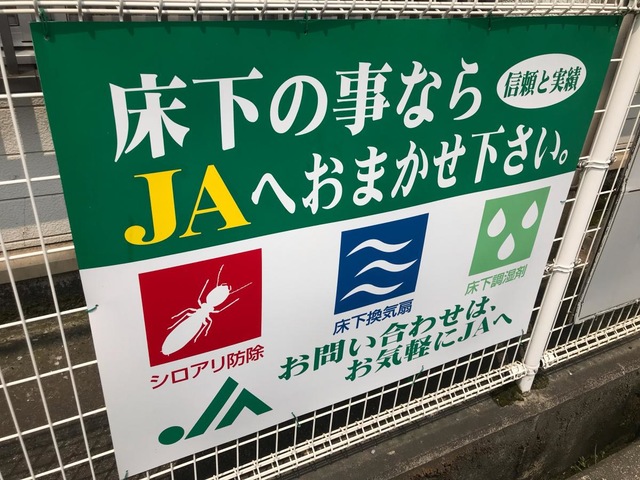 床下の事なら
信頼と実績
JAへおまかせ下さい。
シロアリ防除
床下換気扇
床下調湿剤
お問い合わせは、
お気軽にJAへ
JA